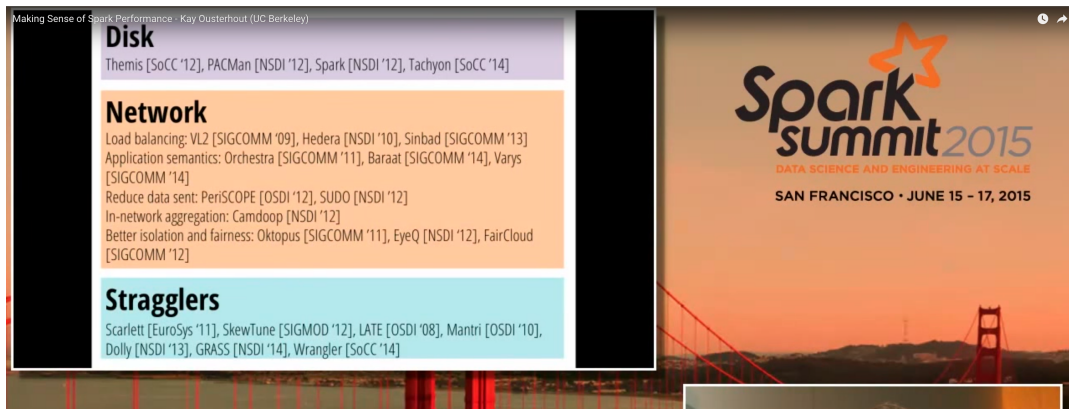 Making Sense of Spark Performance - Kay Ousterhout (UC Berkeley)
Disk
Themis [SoCC ‘12], PACMan [NSDI ’12], Spark [NSDI ’12], Tachyon [SoCC ’14]
Network
Load balancing: VL2 [SIGCOMM ‘09], Hedera [NSDI ’10], Sinbad [SIGCOMM ’13]
Application semantics: Orchestra [SIGCOMM ’11], Baraat [SIGCOMM ‘14], Varys
[SIGCOMM ’14]
Reduce data sent: PeriSCOPE [OSDI ‘12], SUDO [NSDI ’12]
In-network aggregation: Camdoop [NSDI ’12]
Better isolation and fairness: Oktopus [SIGCOMM ’11], EyeQ [NSDI ‘12], FairCloud
[SIGCOMM ’12]
Stragglers
Scarlett [EuroSys ‘11], SkewTune [SIGMOD ‘12], LATE [OSDI ‘08], Mantri [OSDI ‘10],
Dolly [NSDI ‘13], GRASS [NSDI ‘14], Wrangler [SoCC ’14]
Spark
summit 2015
DATA SCIENCE AND ENGINEERING AT SCALE
SAN FRANCISCO • JUNE 15 – 17, 2015